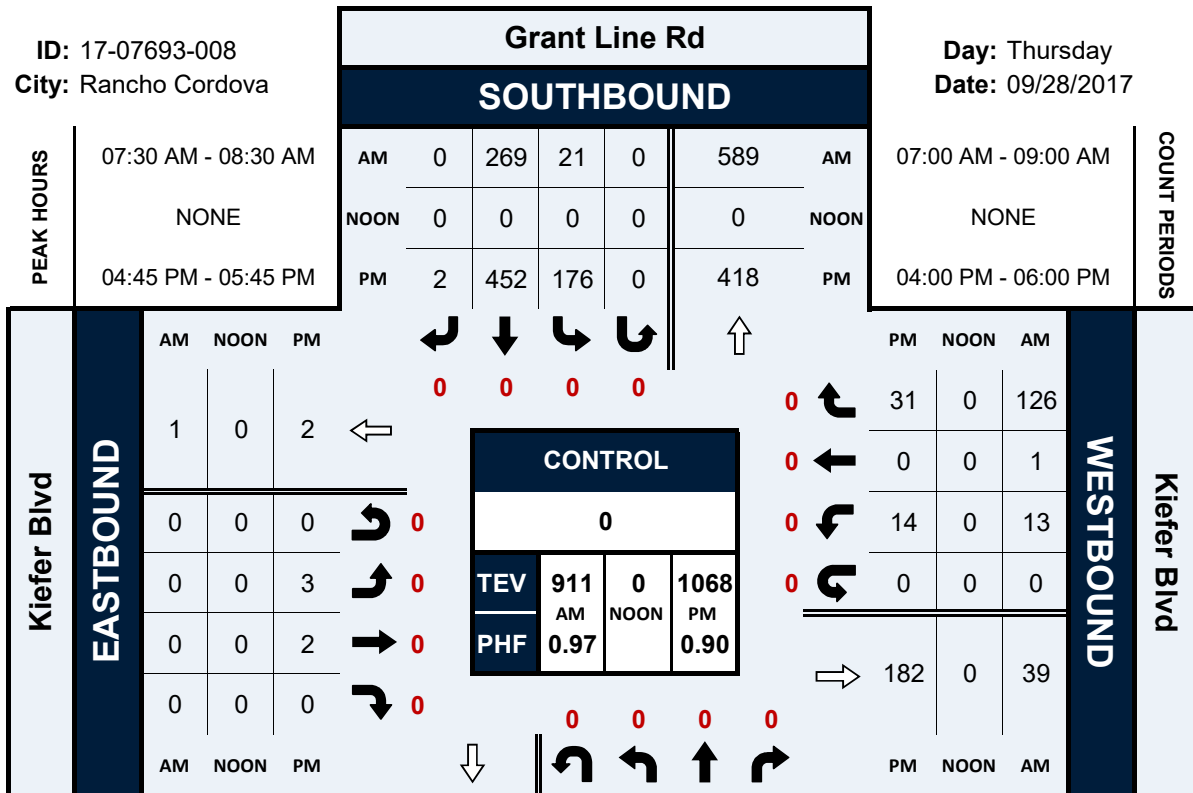 Grant Line Rd
ID: 17-07693-008
City: Rancho Cordova
Day: Thursday
Date: 09/28/2017
SOUTHBOUND
PEAK HOURS
07:30 AM - 08:30 AM
NONE
04:45 PM - 05:45 PM
AM 0 269 21 0 589 AM
NOON 0 0 0 0 0 NOON
PM 2 452 176 0 418 PM
07:00 AM - 09:00 AM
NONE
04:00 PM - 06:00 PM
COUNT PERIODS
Kiefer Blvd
EASTBOUND
AM NOON PM
1 0 2
0 0 0 0
0 0 3 0
0 0 2 0
0 0 0 0
AM NOON PM
0 0 0 0
CONTROL
0
TEV 911 0 1068
AM NOON PM
PHF 0.97 0.90
PM NOON AM
0 31 0 126
0 0 0 1
0 14 0 13
0 0 0 0
182 0 39
PM NOON AM
WESTBOUND
Kiefer Blvd
0 0 0 0